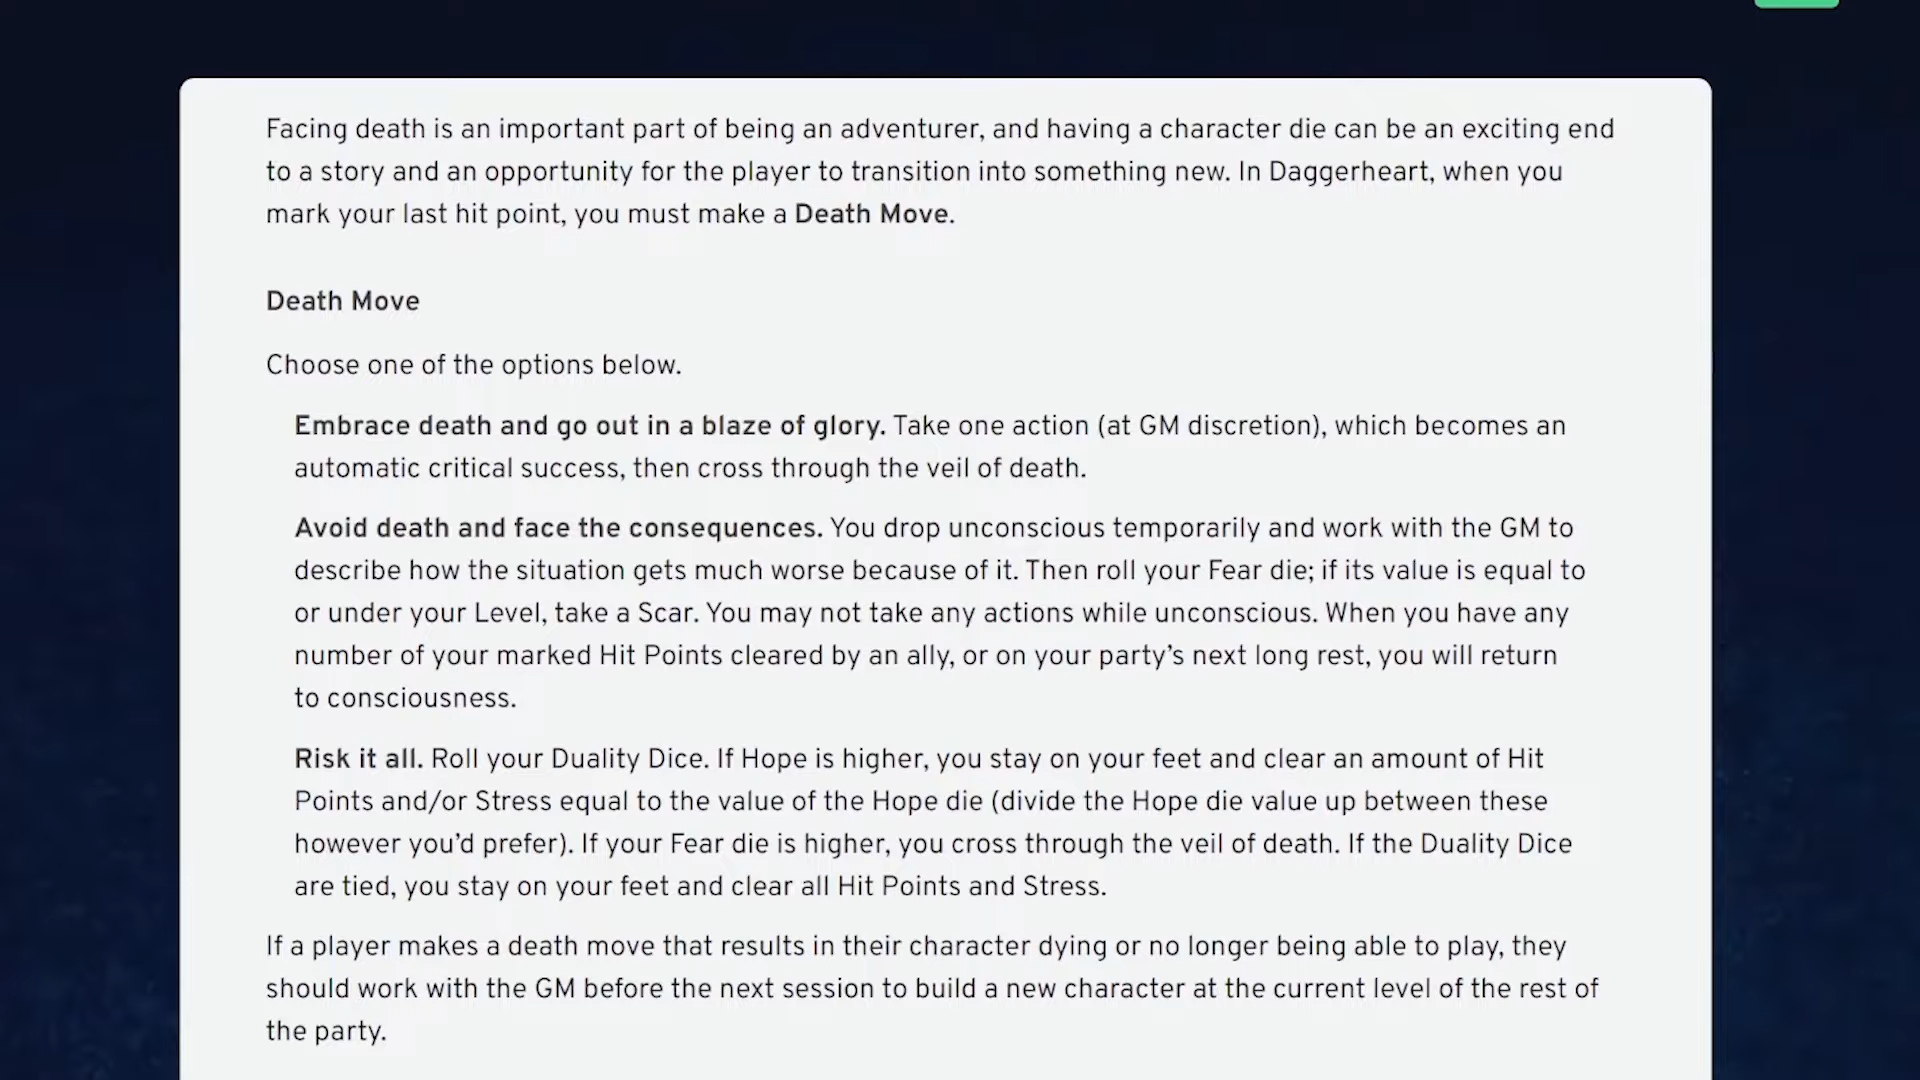 Facing death is an important part of being an adventurer, and having a character die can be an exciting end
to a story and an opportunity for the player to transition into something new. In Daggerheart, when you
mark your last hit point, you must make a Death Move.
Death Move
Choose one of the options below.
Embrace death and go out in a blaze of glory. Take one action (at GM discretion), which becomes an
automatic critical success, then cross through the veil of death.
Avoid death and face the consequences. You drop unconscious temporarily and work with the GM to
describe how the situation gets much worse because of it. Then roll your Fear die; if its value is equal to
or under your Level, take a Scar. You may not take any actions while unconscious. When you have any
number of your marked Hit Points cleared by an ally, or on your party’s next long rest, you will return
to consciousness.
Risk it all. Roll your Duality Dice. If Hope is higher, you stay on your feet and clear an amount of Hit
Points and/or Stress equal to the value of the Hope die (divide the Hope die value up between these
however you’d prefer). If your Fear die is higher, you cross through the veil of death. If the Duality Dice
are tied, you stay on your feet and clear all Hit Points and Stress.
If a player makes a death move that results in their character dying or no longer being able to play, they
should work with the GM before the next session to build a new character at the current level of the rest of
the party.